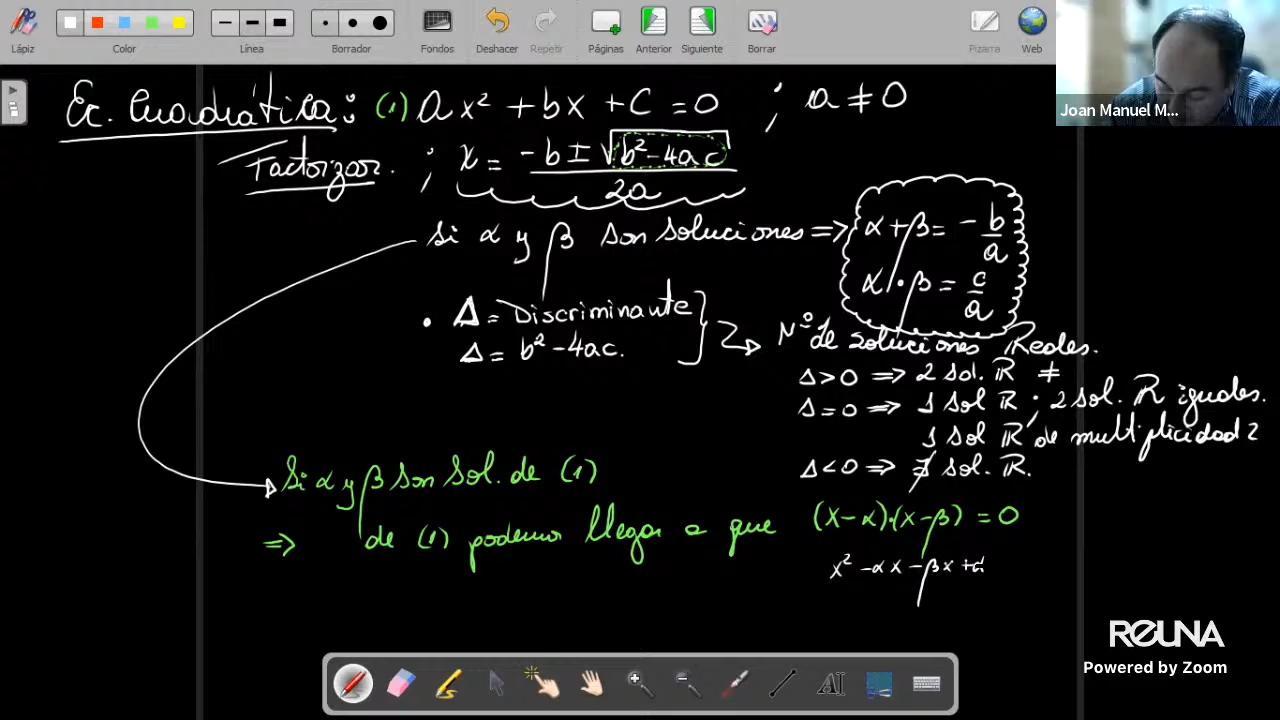 Lápiz
Color
Línea
Borrador
Fondos
Deshacer
Repetir
Páginas
Anterior
Siguiente
Borrar
Pizarra
Web
Joan Manuel M...
Ec. Cuadrática: (1) ax² + bx + c = 0 ; a ≠ 0
Factorizar. ; x = (-b ± √(b² - 4ac)) / 2a
Si α y β son soluciones ⇒ α + β = -b/a
α · β = c/a
• Δ = Discriminante
Δ = b² - 4ac.
N° de soluciones Reales.
Δ > 0 ⇒ 2 sol. ℝ ≠
Δ = 0 ⇒ 1 sol ℝ ; 2 sol. ℝ iguales.
1 sol ℝ de multiplicidad 2
Δ < 0 ⇒ ∄ sol. ℝ.
Si α y β son sol. de (1)
⇒ de (1) podemos llegar a que (x - α)·(x - β) = 0
x² - αx - βx + α
AI
REUNA
Powered by Zoom